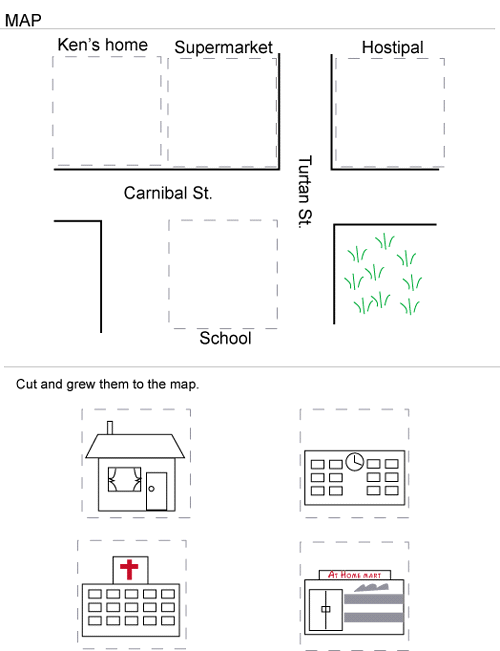 MAP
Ken's home
Supermarket
Hostipal
Carnibal St.
Turtan St.
School
Cut and grew them to the map.
AT HOME MART